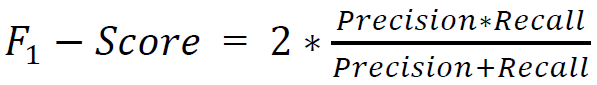 F₁ − Score = 2 * Precision*Recall / Precision+Recall